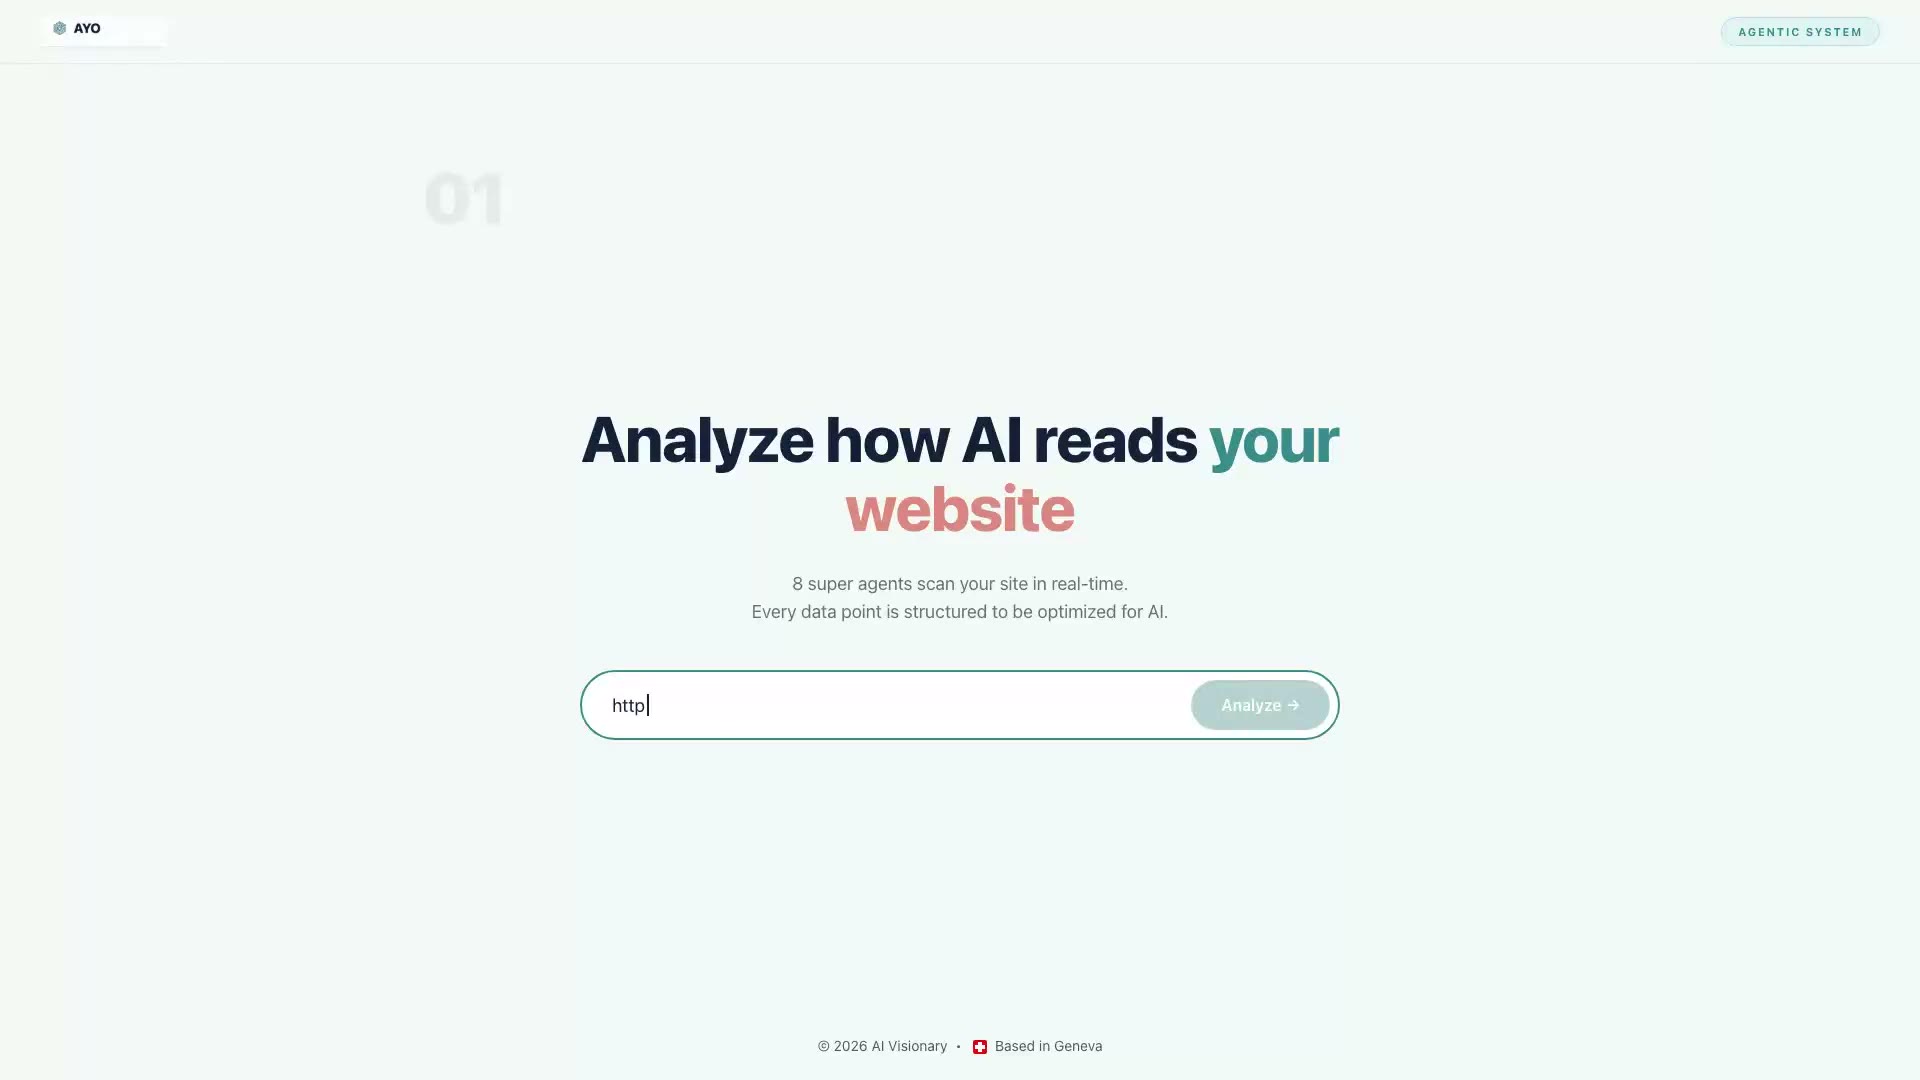 AYO
AGENTIC SYSTEM
01
Analyze how AI reads your
website
8 super agents scan your site in real-time.
Every data point is structured to be optimized for AI.
http
Analyze →
© 2026 AI Visionary • Based in Geneva